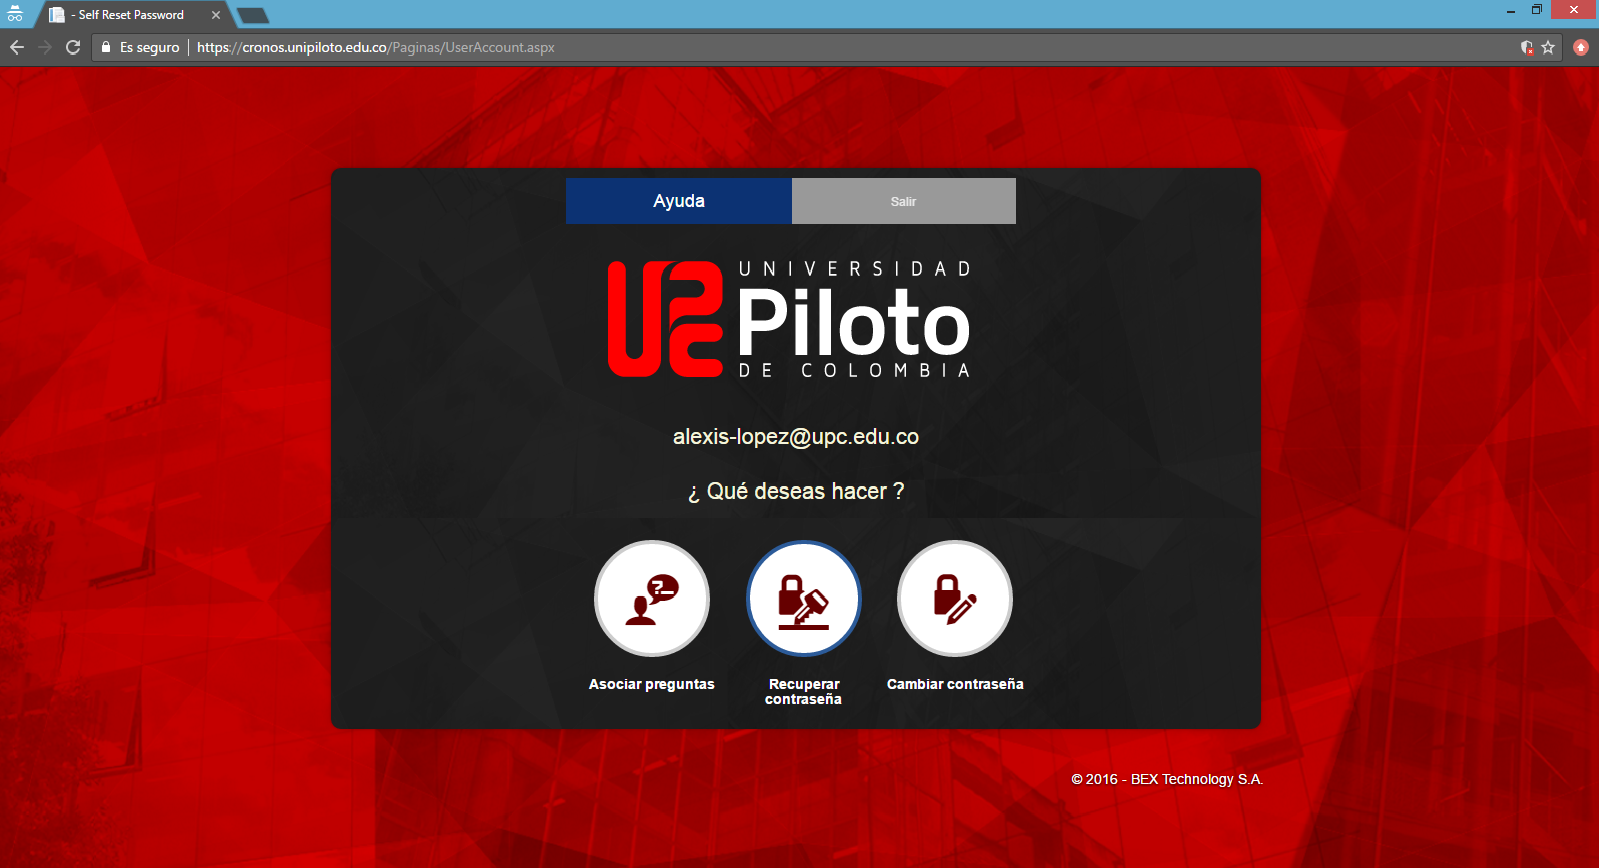 - Self Reset Password
Es seguro
https://cronos.unipiloto.edu.co/Paginas/UserAccount.aspx
Ayuda
Salir
UNIVERSIDAD
Piloto
DE COLOMBIA
alexis-lopez@upc.edu.co
¿ Qué deseas hacer ?
Asociar preguntas
Recuperar
contraseña
Cambiar contraseña
© 2016 - BEX Technology S.A.